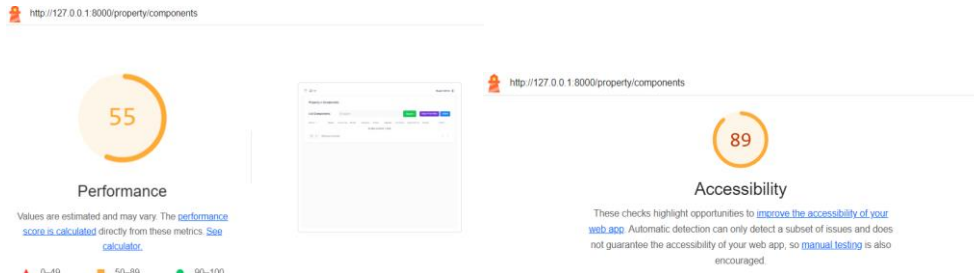 http://127.0.0.1:8000/property/components
55
Performance
Values are estimated and may vary. The performance
score is calculated directly from these metrics. See
calculator.
0–49
50–89
90–100
http://127.0.0.1:8000/property/components
89
Accessibility
These checks highlight opportunities to improve the accessibility of your
web app. Automatic detection can only detect a subset of issues and does
not guarantee the accessibility of your web app, so manual testing is also
encouraged.